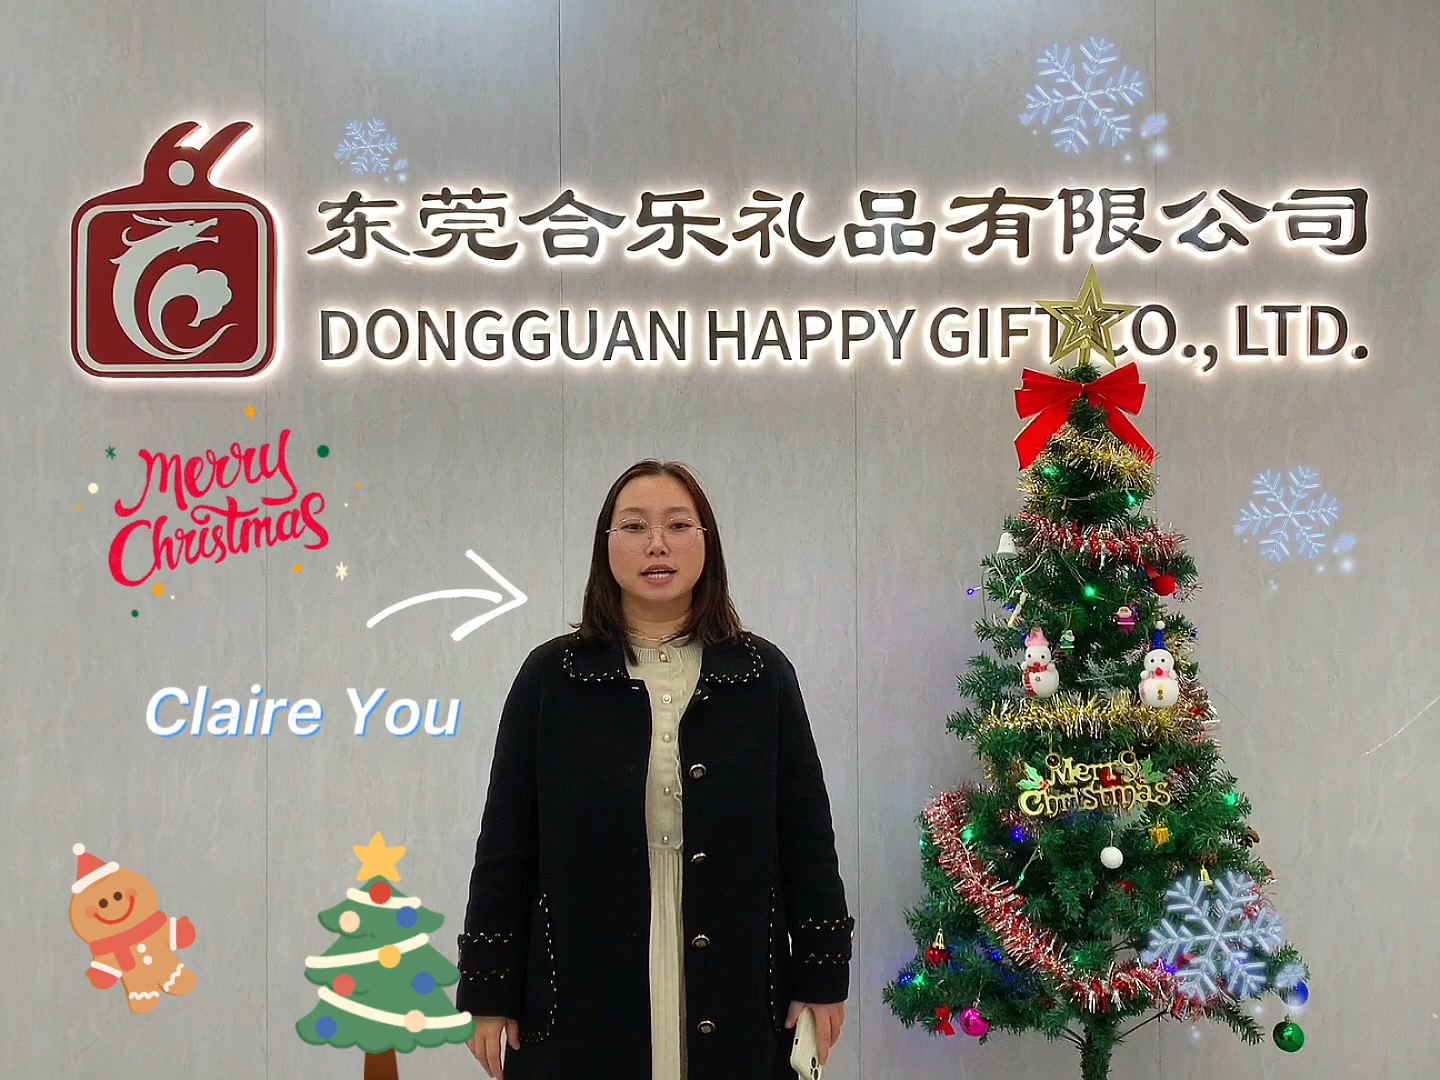 东莞合乐礼品有限公司
DONGGUAN HAPPY GIFT CO., LTD.
Merry
Christmas
Claire You
Merry
Christmas